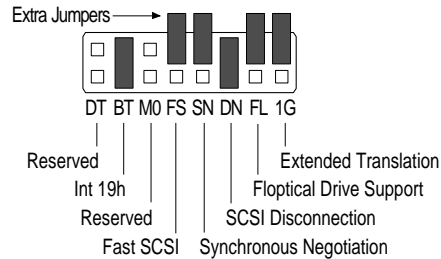 Extra Jumpers
DT BT M0 FS SN DN FL 1G
Reserved Extended Translation
Int 19h Floptical Drive Support
Reserved SCSI Disconnection
Fast SCSI Synchronous Negotiation